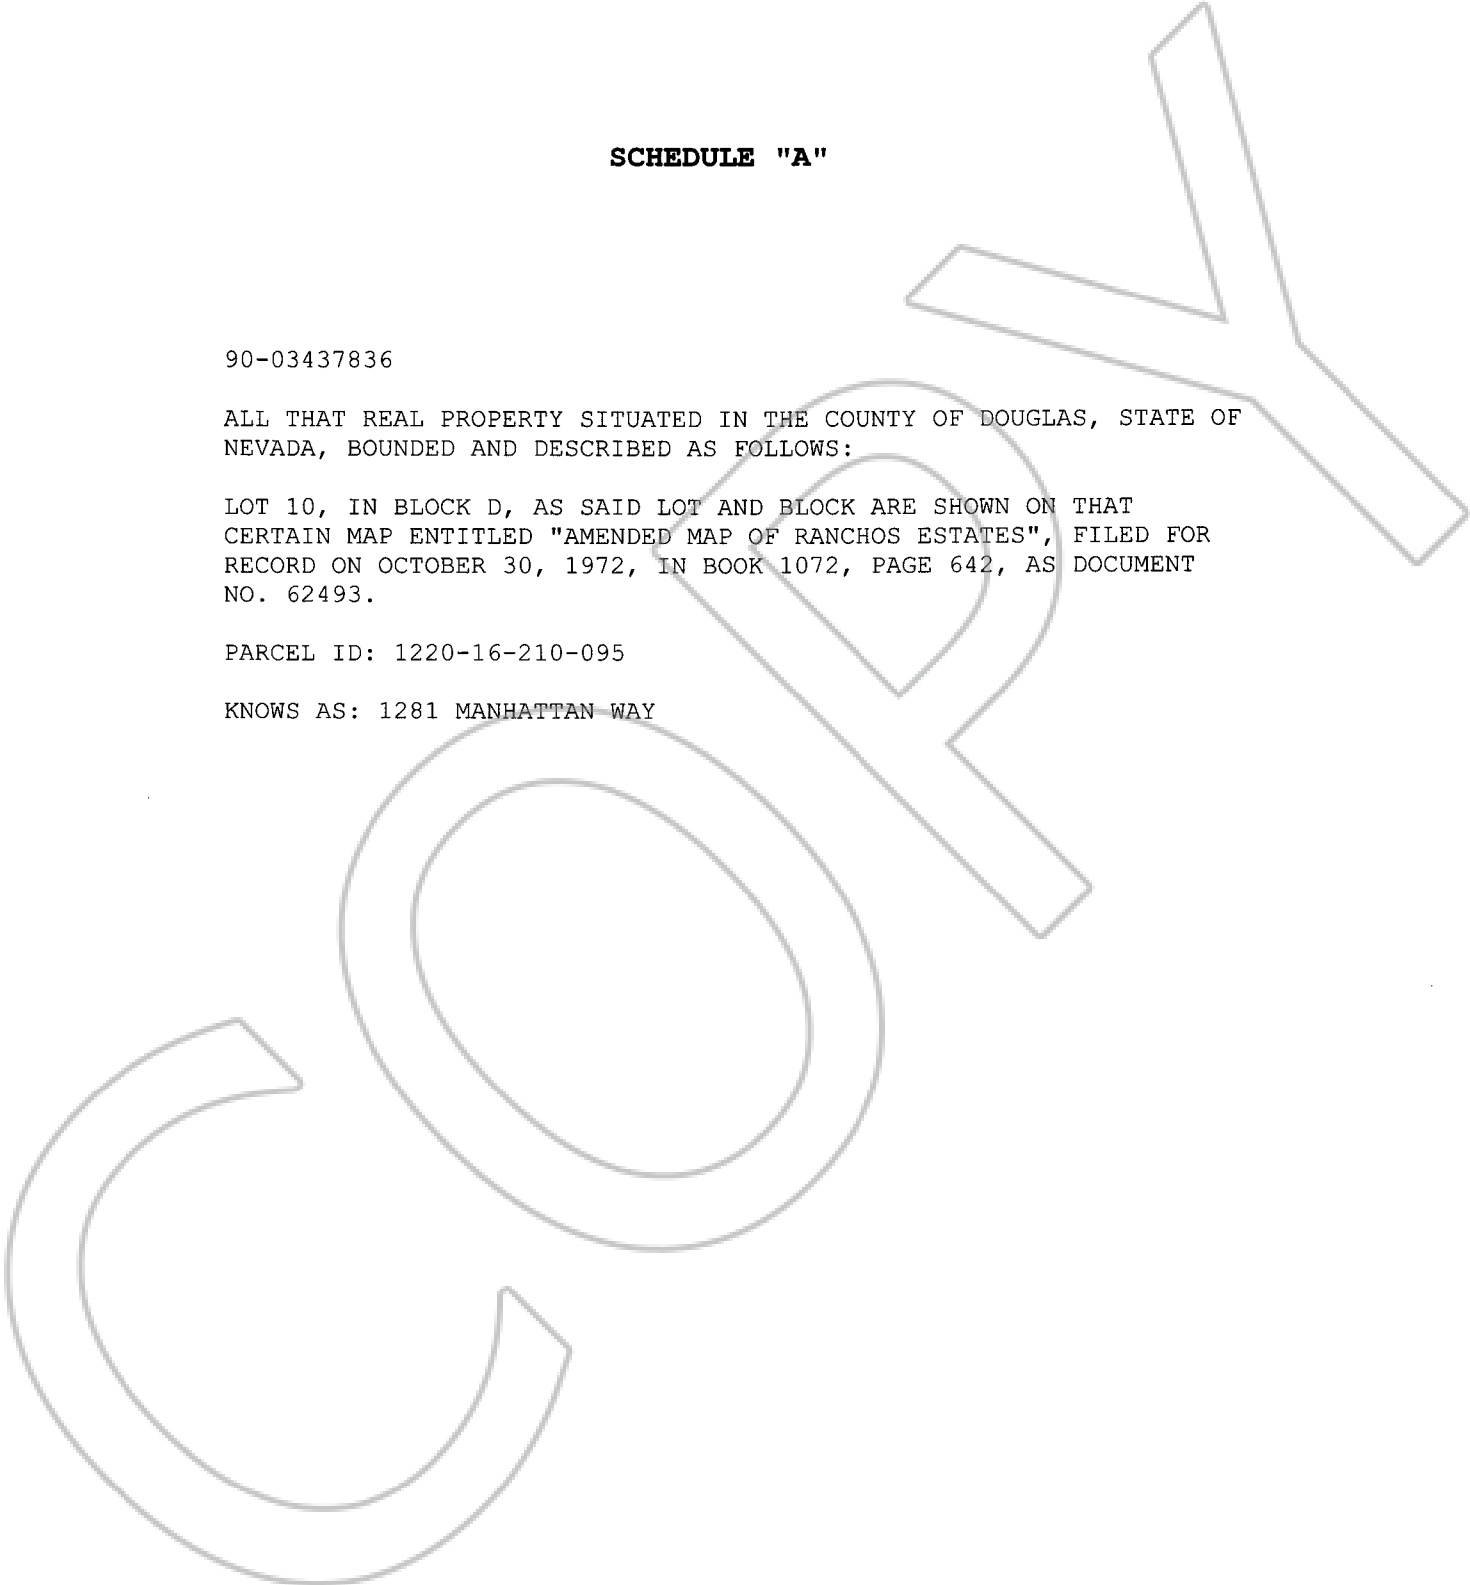 SCHEDULE "A"
90-03437836
ALL THAT REAL PROPERTY SITUATED IN THE COUNTY OF DOUGLAS, STATE OF
NEVADA, BOUNDED AND DESCRIBED AS FOLLOWS:
LOT 10, IN BLOCK D, AS SAID LOT AND BLOCK ARE SHOWN ON THAT
CERTAIN MAP ENTITLED "AMENDED MAP OF RANCHOS ESTATES", FILED FOR
RECORD ON OCTOBER 30, 1972, IN BOOK 1072, PAGE 642, AS DOCUMENT
NO. 62493.
PARCEL ID: 1220-16-210-095
KNOWS AS: 1281 MANHATTAN WAY
COPY